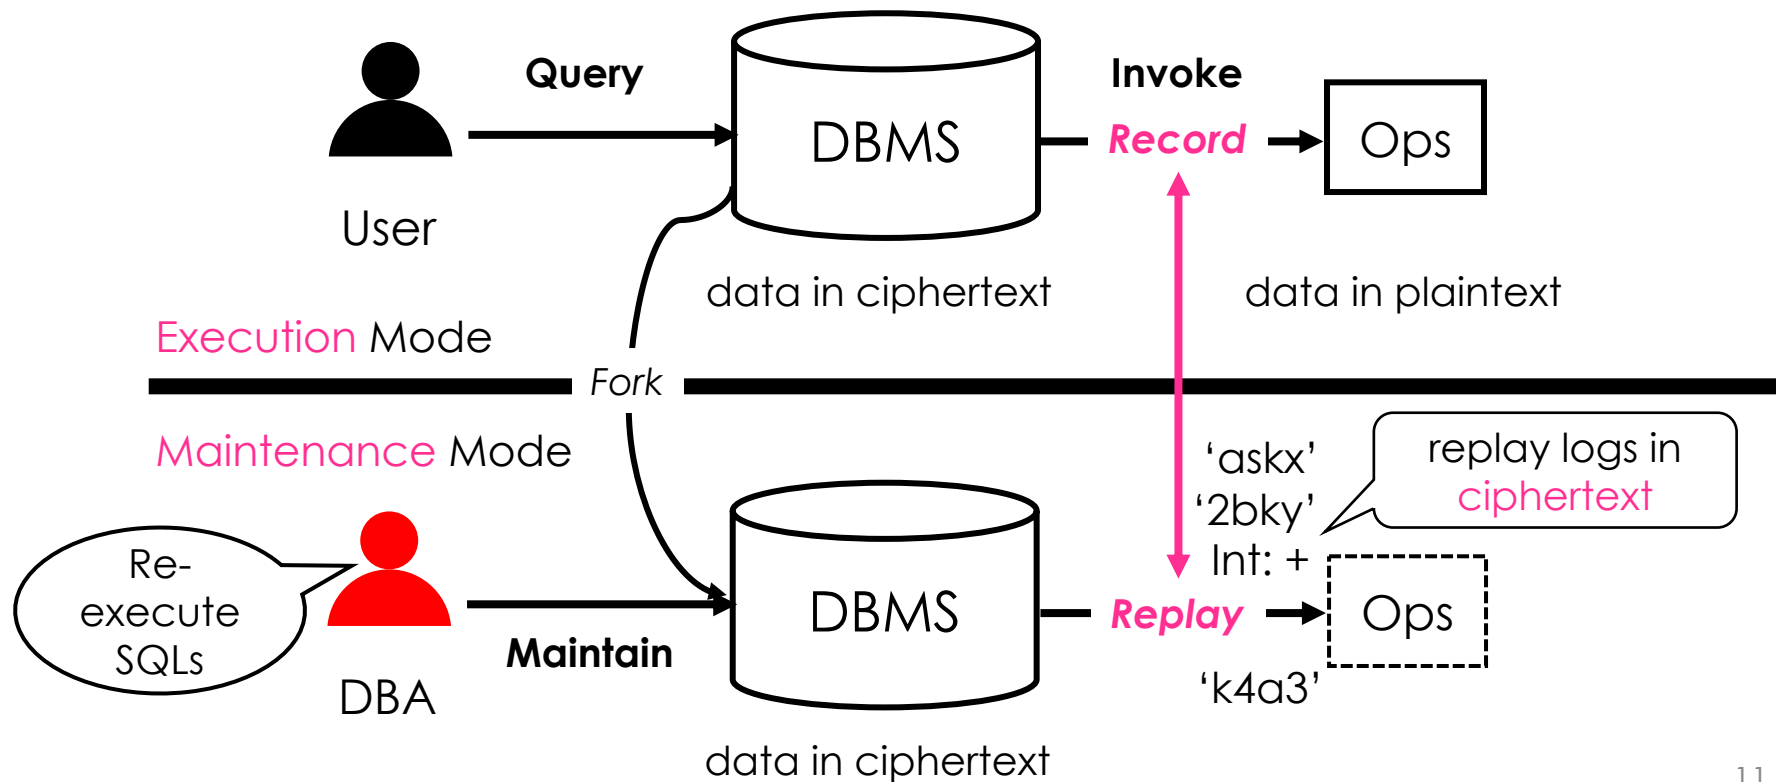 Query
Invoke
DBMS
Record
Ops
User
data in ciphertext
data in plaintext
Execution Mode
Fork
Maintenance Mode
‘askx’
‘2bky’
Int: +
replay logs in
ciphertext
Re-
execute
SQLs
DBMS
Replay
Ops
Maintain
DBA
‘k4a3’
data in ciphertext
11